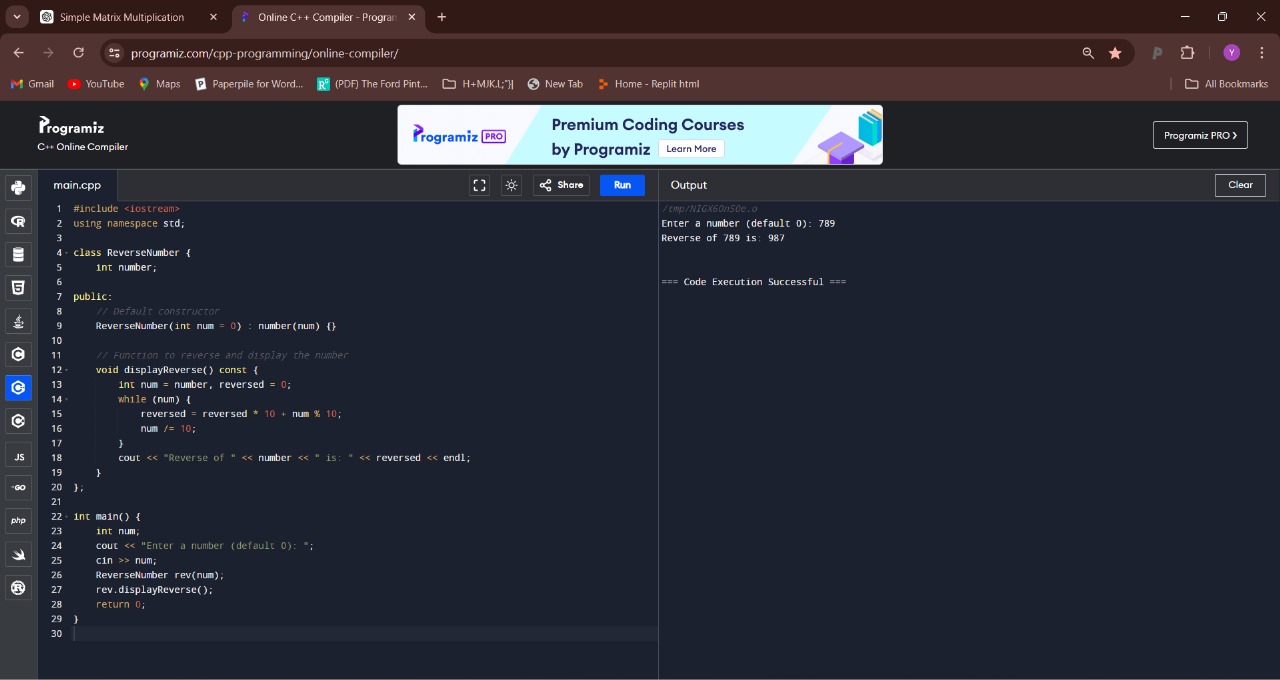 Simple Matrix Multiplication
Online C++ Compiler - Program
programiz.com/cpp-programming/online-compiler/
Y
Gmail
YouTube
Maps
Paperpile for Word...
(PDF) The Ford Pint...
H+MJK.L;"}|
New Tab
Home - Replit html
All Bookmarks
Programiz
C++ Online Compiler
Programiz PRO
Premium Coding Courses
by Programiz
Learn More
Programiz PRO >
main.cpp
Share
Run
Output
Clear
JS
GO
php
1 #include <iostream>
2 using namespace std;
3
4 class ReverseNumber {
5     int number;
6
7 public:
8     // Default constructor
9     ReverseNumber(int num = 0) : number(num) {}
10
11     // Function to reverse and display the number
12     void displayReverse() const {
13         int num = number, reversed = 0;
14         while (num) {
15             reversed = reversed * 10 + num % 10;
16             num /= 10;
17         }
18         cout << "Reverse of " << number << " is: " << reversed << endl;
19     }
20 };
21
22 int main() {
23     int num;
24     cout << "Enter a number (default 0): ";
25     cin >> num;
26     ReverseNumber rev(num);
27     rev.displayReverse();
28     return 0;
29 }
30
/tmp/NIGX6OnS0e.o
Enter a number (default 0): 789
Reverse of 789 is: 987
=== Code Execution Successful ===